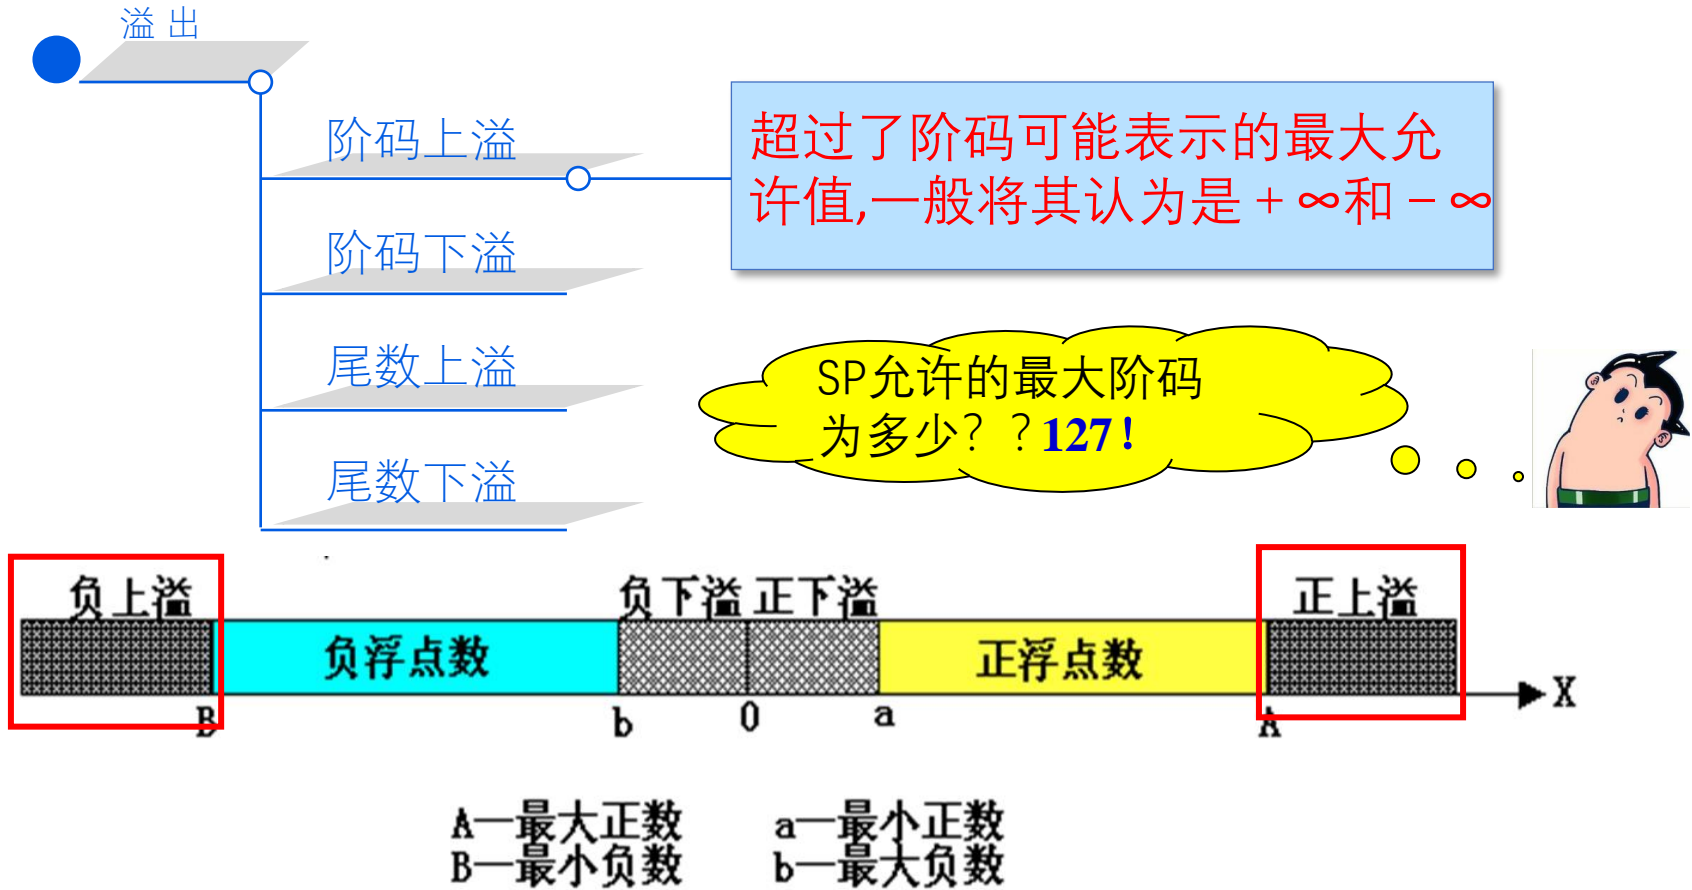 溢 出
阶码上溢
超过了阶码可能表示的最大允
许值,一般将其认为是+∞和-∞
阶码下溢
尾数上溢
SP允许的最大阶码
为多少？？127！
尾数下溢
负上溢 负下溢 正下溢 正上溢
负浮点数 正浮点数
B b 0 a A X
A—最大正数 a—最小正数
B—最小负数 b—最大负数